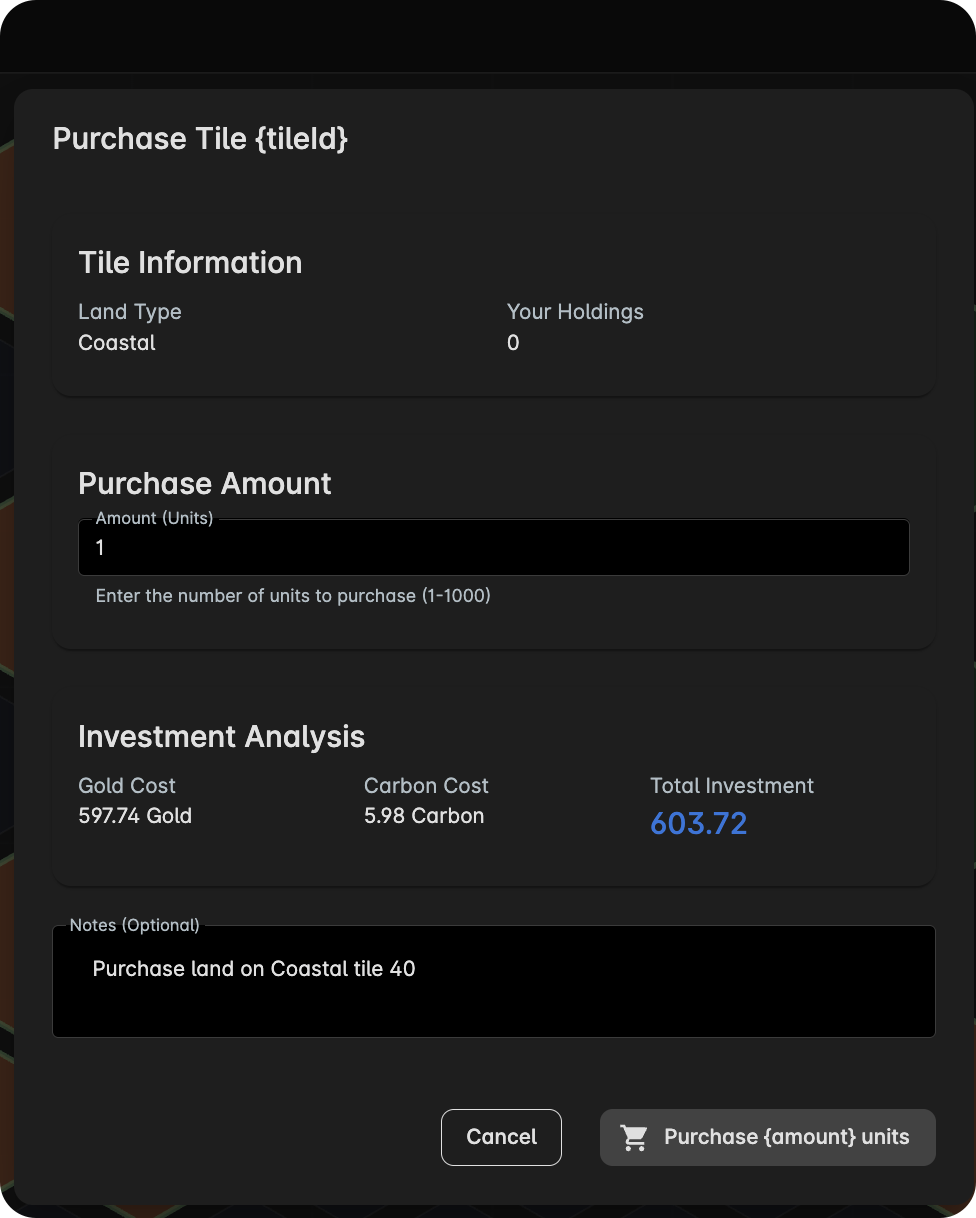 Purchase Tile {tileId}
Tile Information
Land Type
Your Holdings
Coastal
0
Purchase Amount
Amount (Units)
1
Enter the number of units to purchase (1-1000)
Investment Analysis
Gold Cost
Carbon Cost
Total Investment
597.74 Gold
5.98 Carbon
603.72
Notes (Optional)
Purchase land on Coastal tile 40
Cancel
Purchase {amount} units